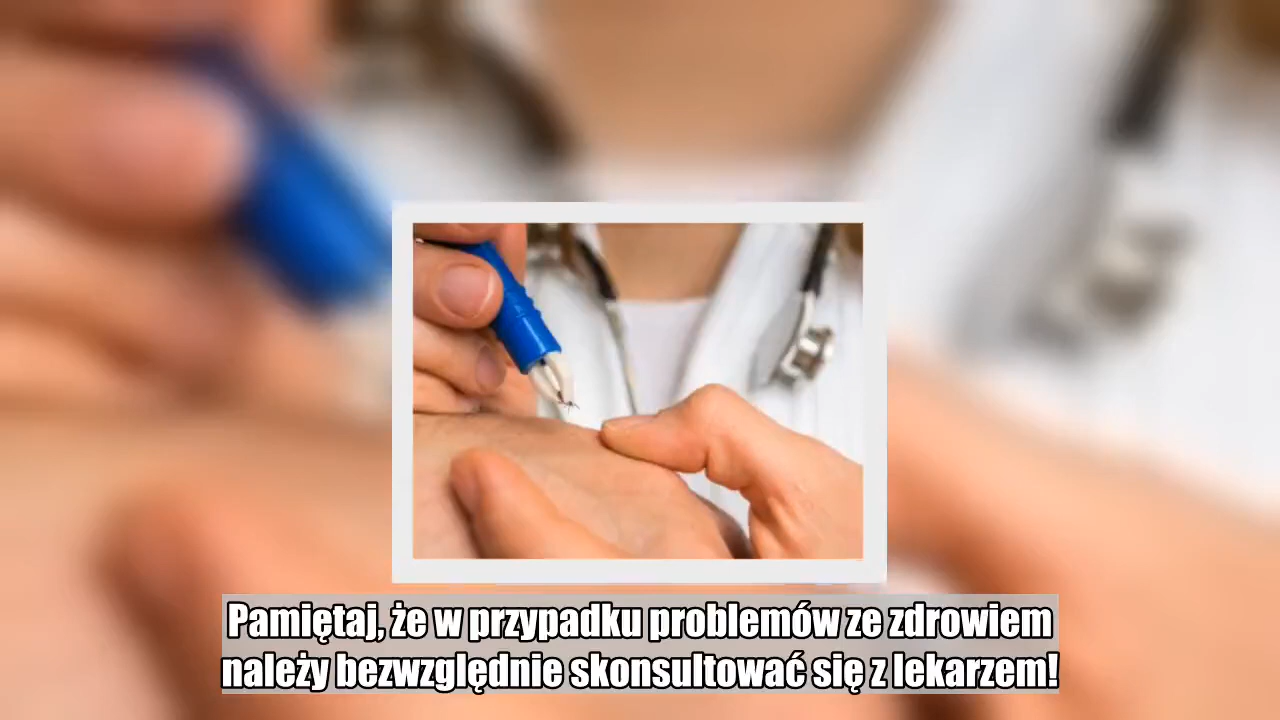 Pamiętaj, że w przypadku problemów ze zdrowiem
należy bezwzględnie skonsultować się z lekarzem!